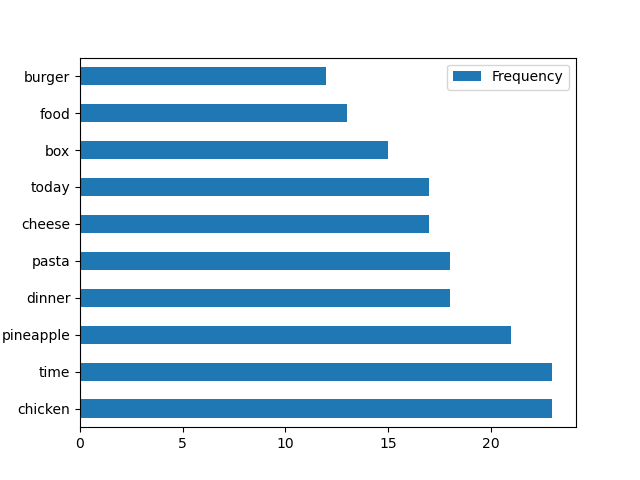 burger
Frequency
food
box
today
cheese
pasta
dinner
pineapple
time
chicken
0 5 10 15 20